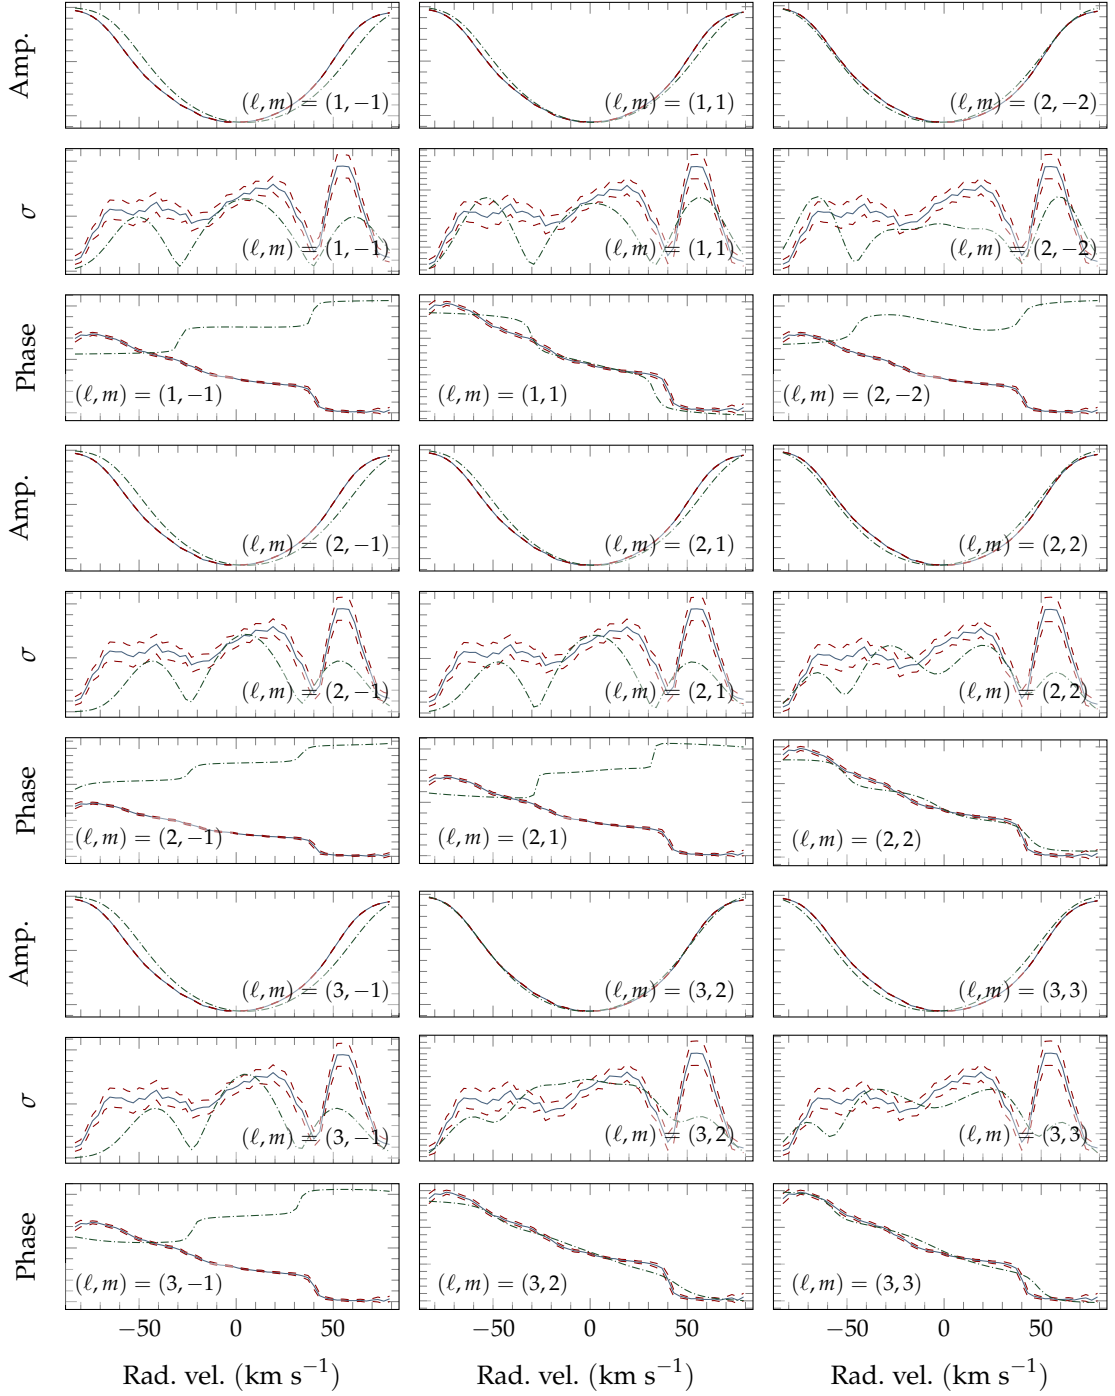 Amp.
(ℓ, m) = (1, −1)
(ℓ, m) = (1, 1)
(ℓ, m) = (2, −2)
σ
(ℓ, m) = (1, −1)
(ℓ, m) = (1, 1)
(ℓ, m) = (2, −2)
Phase
(ℓ, m) = (1, −1)
(ℓ, m) = (1, 1)
(ℓ, m) = (2, −2)
Amp.
(ℓ, m) = (2, −1)
(ℓ, m) = (2, 1)
(ℓ, m) = (2, 2)
σ
(ℓ, m) = (2, −1)
(ℓ, m) = (2, 1)
(ℓ, m) = (2, 2)
Phase
(ℓ, m) = (2, −1)
(ℓ, m) = (2, 1)
(ℓ, m) = (2, 2)
Amp.
(ℓ, m) = (3, −1)
(ℓ, m) = (3, 2)
(ℓ, m) = (3, 3)
σ
(ℓ, m) = (3, −1)
(ℓ, m) = (3, 2)
(ℓ, m) = (3, 3)
Phase
(ℓ, m) = (3, −1)
(ℓ, m) = (3, 2)
(ℓ, m) = (3, 3)
−50 0 50 −50 0 50 −50 0 50
Rad. vel. (km s⁻¹) Rad. vel. (km s⁻¹) Rad. vel. (km s⁻¹)